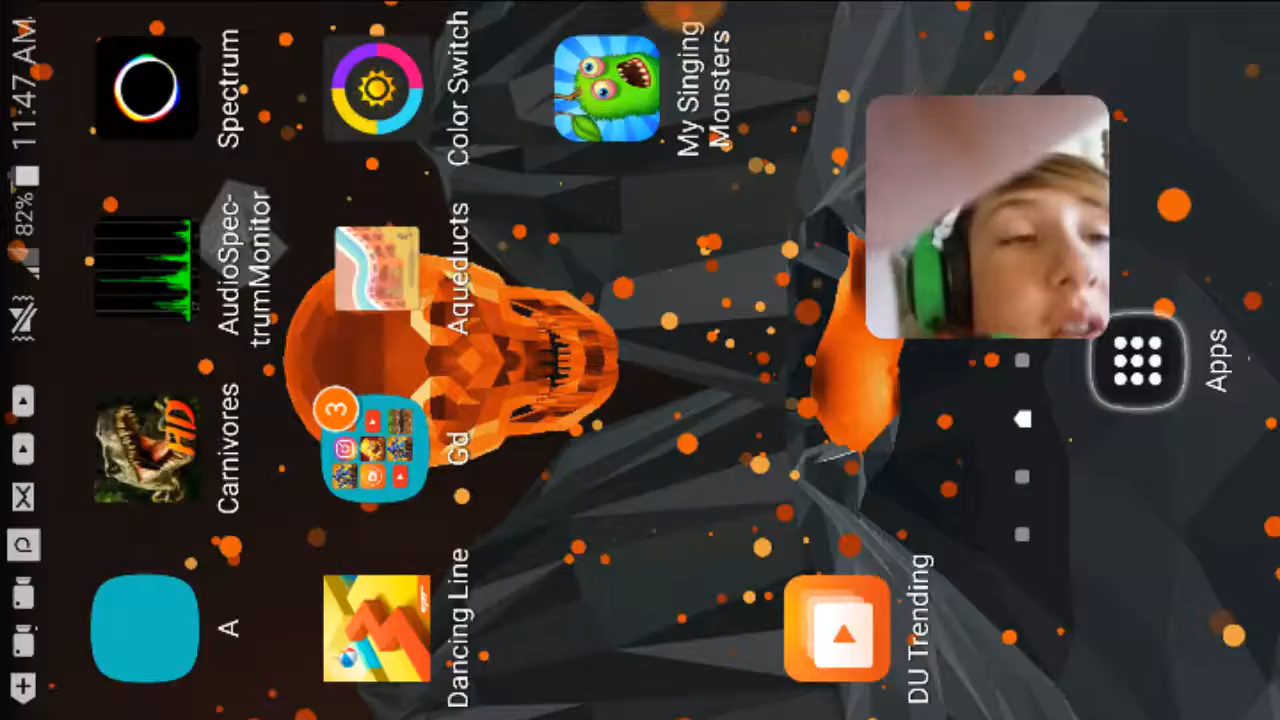 82% 11:47 AM
HD
A
Carnivores
AudioSpec-
trumMonitor
Spectrum
3
Dancing Line
Gd
Aqueducts
Color Switch
My Singing
Monsters
DU Trending
Apps